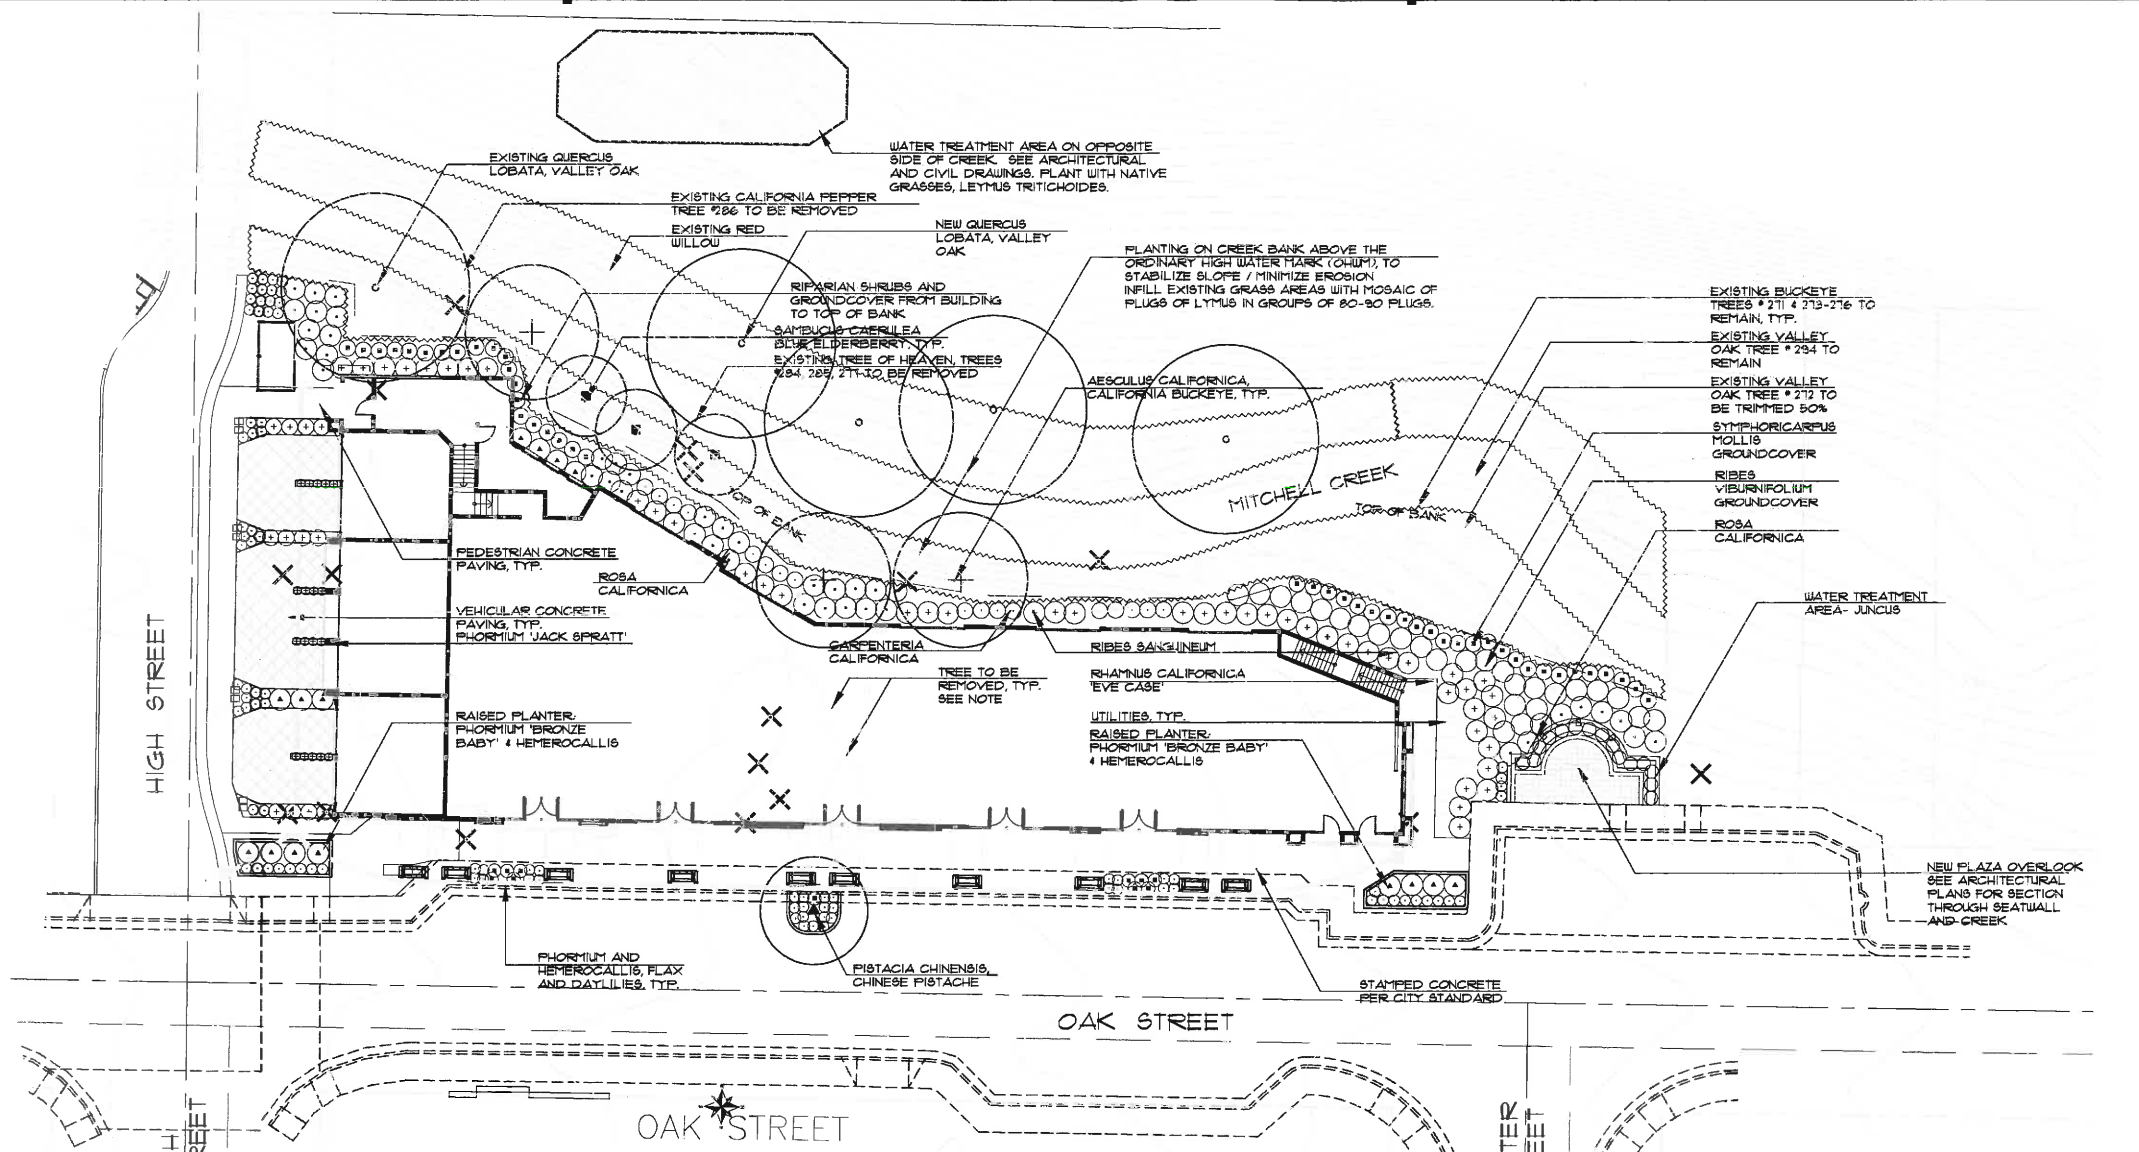 WATER TREATMENT AREA ON OPPOSITE
SIDE OF CREEK. SEE ARCHITECTURAL
AND CIVIL DRAWINGS. PLANT WITH NATIVE
GRASSES, LEYMUS TRITICHOIDES.
EXISTING QUERCUS
LOBATA, VALLEY OAK
EXISTING CALIFORNIA PEPPER
TREE #286 TO BE REMOVED
EXISTING RED
WILLOW
NEW QUERCUS
LOBATA, VALLEY
OAK
PLANTING ON CREEK BANK ABOVE THE
ORDINARY HIGH WATER MARK (OHWM), TO
STABILIZE SLOPE / MINIMIZE EROSION
INFILL EXISTING GRASS AREAS WITH MOSAIC OF
PLUGS OF LYMUS IN GROUPS OF 80-90 PLUGS.
RIPARIAN SHRUBS AND
GROUNDCOVER FROM BUILDING
TO TOP OF BANK
SAMBUCUS CAERULEA
BLUE ELDERBERRY, TYP.
EXISTING TREE OF HEAVEN, TREES
#284, 285, 277 TO BE REMOVED
AESCULUS CALIFORNICA,
CALIFORNIA BUCKEYE, TYP.
EXISTING BUCKEYE
TREES #271 & 273-276 TO
REMAIN, TYP.
EXISTING VALLEY
OAK TREE #294 TO
REMAIN
EXISTING VALLEY
OAK TREE #272 TO
BE TRIMMED 50%
SYMPHORICARPUS
MOLLIS
GROUNDCOVER
RIBES
VIBURNIFOLIUM
GROUNDCOVER
ROSA
CALIFORNICA
MITCHELL CREEK
TOP OF BANK
TOP OF BANK
PEDESTRIAN CONCRETE
PAVING, TYP.
ROSA
CALIFORNICA
VEHICULAR CONCRETE
PAVING, TYP.
PHORMIUM 'JACK SPRATT'
WATER TREATMENT
AREA- JUNCUS
CARPENTERIA
CALIFORNICA
RIBES SANGUINEUM
TREE TO BE
REMOVED, TYP.
SEE NOTE
RHAMNUS CALIFORNICA
'EVE CASE'
UTILITIES, TYP.
RAISED PLANTER:
PHORMIUM 'BRONZE
BABY' & HEMEROCALLIS
RAISED PLANTER:
PHORMIUM 'BRONZE BABY'
& HEMEROCALLIS
HIGH STREET
NEW PLAZA OVERLOOK
SEE ARCHITECTURAL
PLANS FOR SECTION
THROUGH SEATWALL
AND CREEK
PHORMIUM AND
HEMEROCALLIS, FLAX
AND DAYLILIES, TYP.
PISTACIA CHINENSIS,
CHINESE PISTACHE
STAMPED CONCRETE
PER CITY STANDARD
OAK STREET
OAK STREET